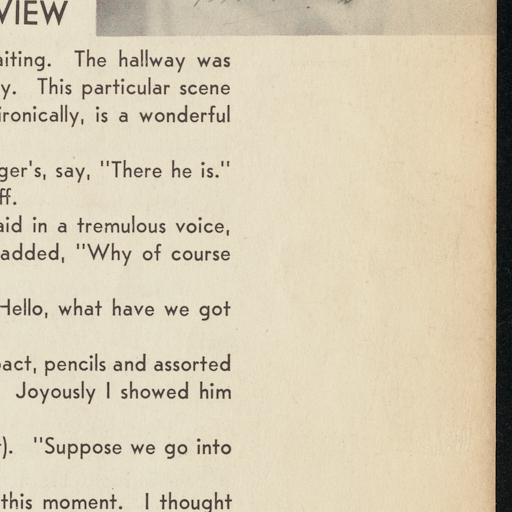 VIEW
aiting. The hallway was
y. This particular scene
ironically, is a wonderful
ger's, say, "There he is."
ff.
aid in a tremulous voice,
added, "Why of course
Hello, what have we got
act, pencils and assorted
Joyously I showed him
). "Suppose we go into
this moment. I thought